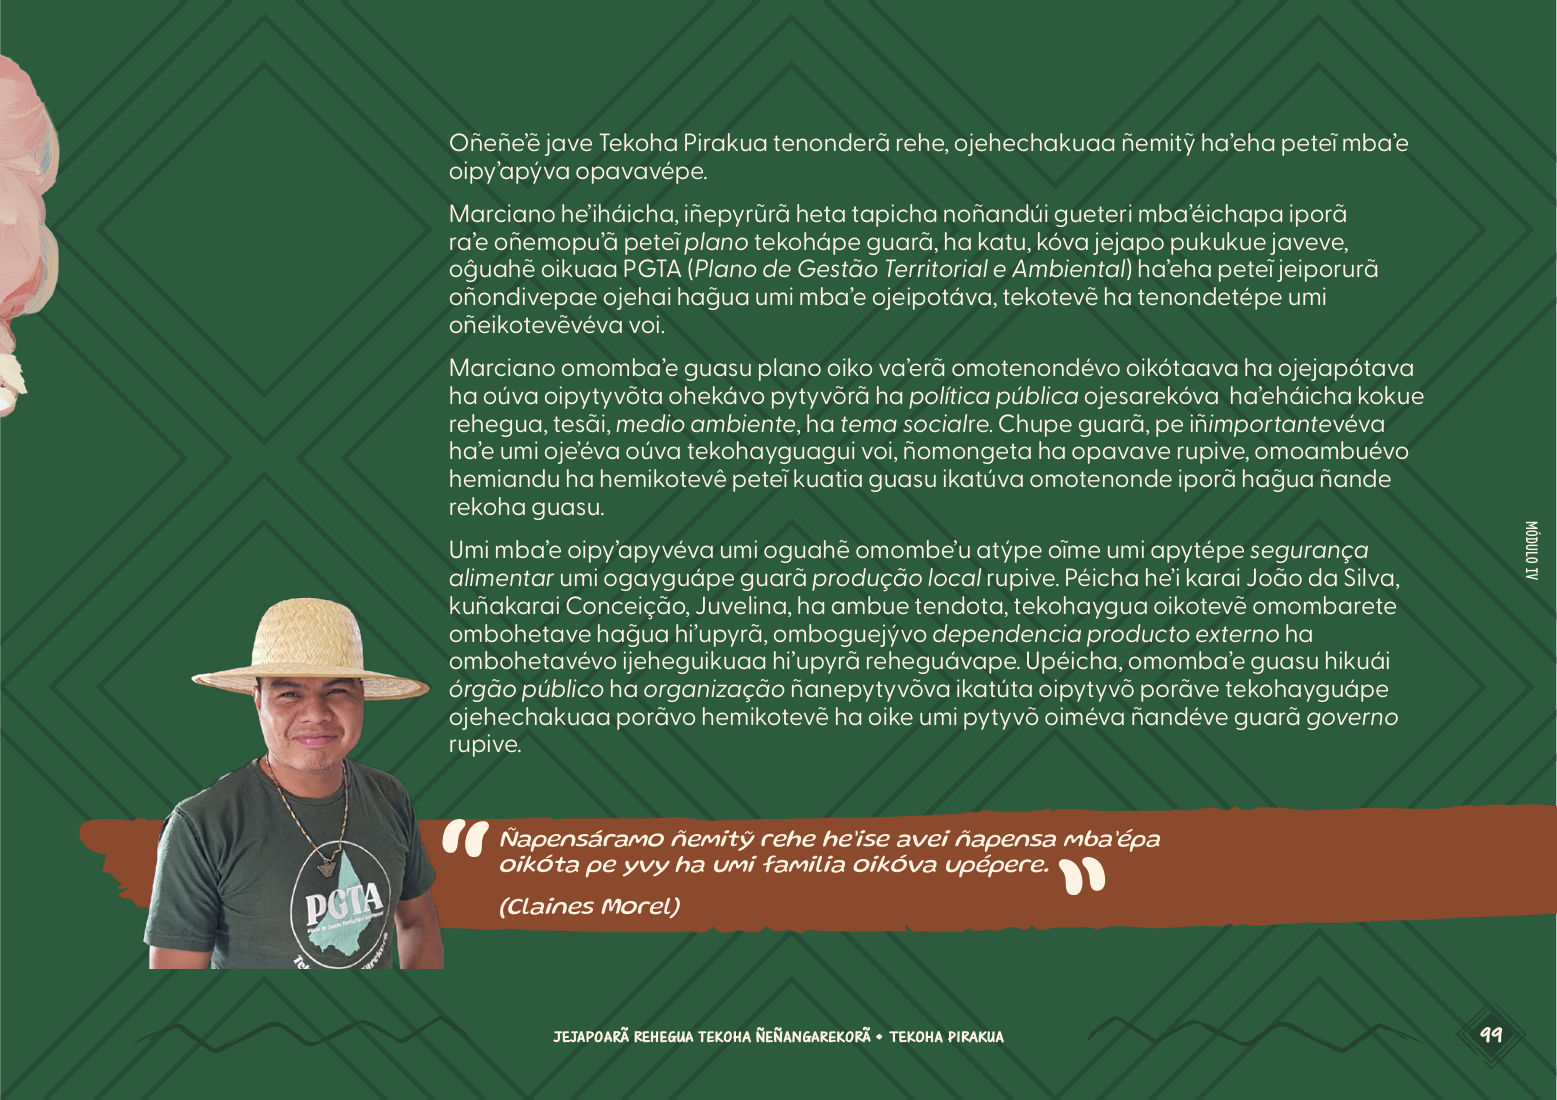 Oñeñe’ẽ jave Tekoha Pirakua tenonderã rehe, ojehechakuaa ñemitỹ ha’eha peteĩ mba’e
oipy’apýva opavavépe.
Marciano he’iháicha, iñepyrũrã heta tapicha noñandúi gueteri mba’éichapa iporã
ra’e oñemopu’ã peteĩ plano tekohápe guarã, ha katu, kóva jejapo pukukue javeve,
oĝuahẽ oikuaa PGTA (Plano de Gestão Territorial e Ambiental) ha’eha peteĩ jeiporurã
oñondivepae ojehai hag̃ua umi mba’e ojeipotáva, tekotevẽ ha tenondetépe umi
oñeikotevẽvéva voi.
Marciano omomba’e guasu plano oiko va’erã omotenondévo oikótaava ha ojejapótava
ha oúva oipytyvõta ohekávo pytyvõrã ha política pública ojesarekóva ha’eháicha kokue
rehegua, tesãi, medio ambiente, ha tema socialre. Chupe guarã, pe iñimportantevéva
ha’e umi oje’éva oúva tekohayguagui voi, ñomongeta ha opavave rupive, omoambuévo
hemiandu ha hemikotevê peteĩ kuatia guasu ikatúva omotenonde iporã hag̃ua ñande
rekoha guasu.
Umi mba’e oipy’apyvéva umi oguahẽ omombe’u atýpe oĩme umi apytépe segurança
alimentar umi ogayguápe guarã produção local rupive. Péicha he’i karai João da Silva,
kuñakarai Conceição, Juvelina, ha ambue tendota, tekohaygua oikotevẽ omombarete
ombohetave hag̃ua hi’upyrã, omboguejývo dependencia producto externo ha
ombohetavévo ijeheguikuaa hi’upyrã reheguávape. Upéicha, omomba’e guasu hikuái
órgão público ha organização ñanepytyvõva ikatúta oipytyvõ porãve tekohayguápe
ojehechakuaa porãvo hemikotevẽ ha oike umi pytyvõ oiméva ñandéve guarã governo
rupive.
MÓDULO IV
“Ñapensáramo ñemitỹ rehe he’ise avei ñapensa mba’épa
oikóta pe yvy ha umi familia oikóva upépere.”
(Claines Morel)
PGTA
JEJAPOARÃ REHEGUA TEKOHA ÑEÑANGAREKORÃ • TEKOHA PIRAKUA
99